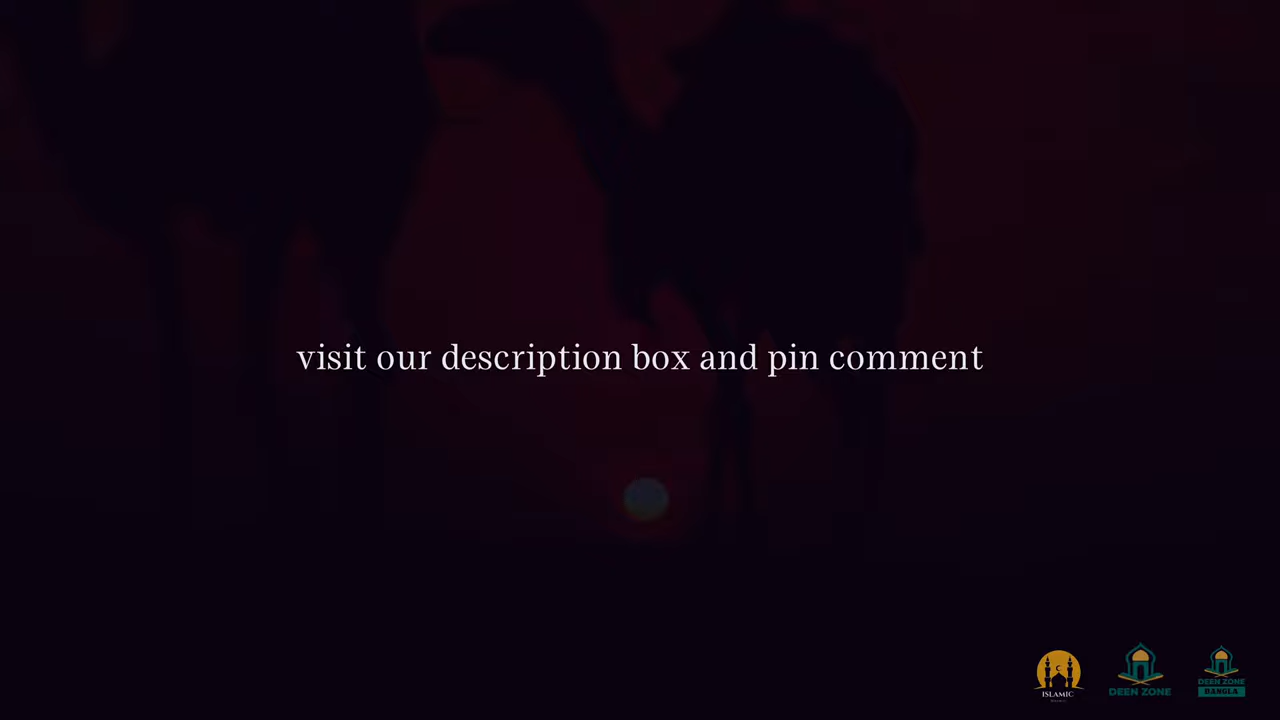 visit our description box and pin comment
ISLAMIC
DEEN ZONE
DEEN ZONE
BANGLA